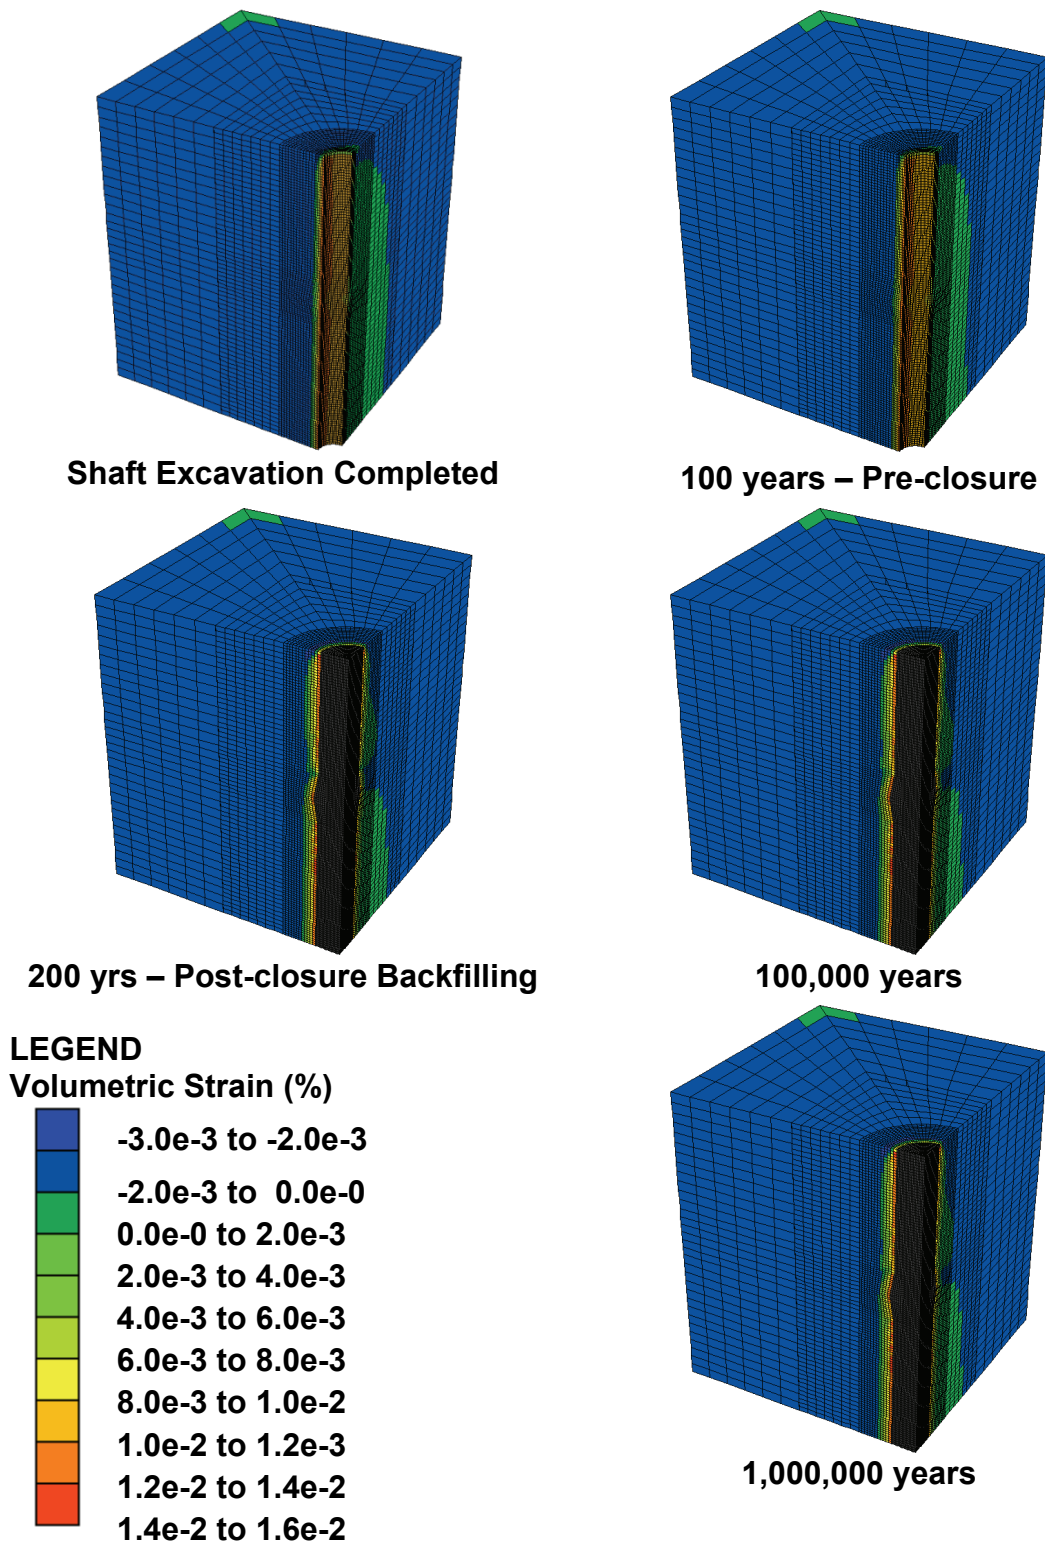 Shaft Excavation Completed
100 years – Pre-closure
200 yrs – Post-closure Backfilling
100,000 years
LEGEND
Volumetric Strain (%)
-3.0e-3 to -2.0e-3
-2.0e-3 to 0.0e-0
0.0e-0 to 2.0e-3
2.0e-3 to 4.0e-3
4.0e-3 to 6.0e-3
6.0e-3 to 8.0e-3
8.0e-3 to 1.0e-2
1.0e-2 to 1.2e-3
1.2e-2 to 1.4e-2
1.4e-2 to 1.6e-2
1,000,000 years